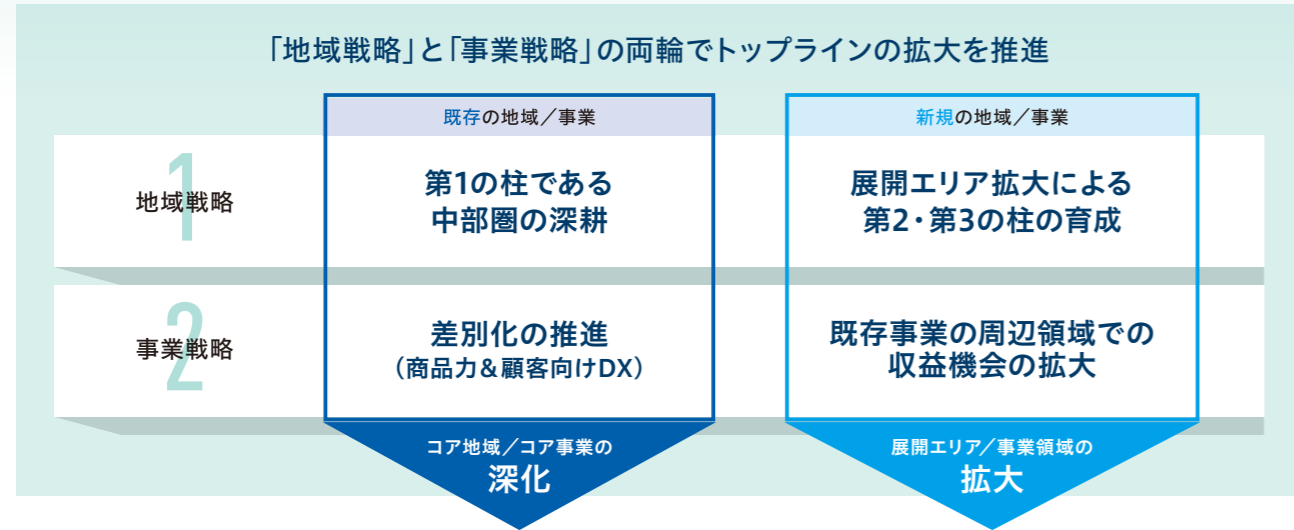 「地域戦略」と「事業戦略」の両輪でトップラインの拡大を推進
既存の地域／事業
新規の地域／事業
1
地域戦略
第1の柱である
中部圏の深耕
展開エリア拡大による
第2・第3の柱の育成
2
事業戦略
差別化の推進
（商品力＆顧客向けDX）
既存事業の周辺領域での
収益機会の拡大
コア地域／コア事業の
深化
展開エリア／事業領域の
拡大